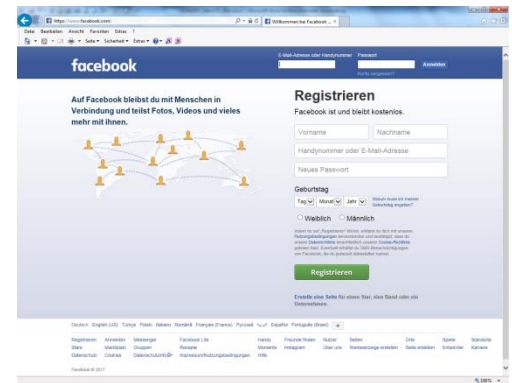 https://www.facebook.com/
Willkommen bei Facebook ...
Datei Bearbeiten Ansicht Favoriten Extras ?
Seite Sicherheit Extras
facebook
E-Mail-Adresse oder Handynummer Passwort
Anmelden
Auf Facebook bleibst du mit Menschen in
Verbindung und teilst Fotos, Videos und vieles
mehr mit ihnen.
Registrieren
Facebook ist und bleibt kostenlos.
Vorname Nachname
Handynummer oder E-Mail-Adresse
Neues Passwort
Geburtstag
Tag Monat Jahr
Warum muss ich meinen
Geburtstag angeben?
Weiblich Männlich
Registrieren
Erstelle eine Seite für einen Star, eine Band oder ein
Unternehmen.
Deutsch English (US) Türkçe Polski Italiano Română Français (France) Русский العربية Español Português (Brasil)
Registrieren Anmelden Messenger Facebook Lite Handy Freunde finden Nutzer Seiten Orte Spiele Standorte
Stars Marktplatz Gruppen Rezepte Moments Instagram Über uns Werbeanzeige erstellen Seite erstellen Entwickler Karriere
Datenschutz Cookies Datenschutzinfo Impressum/Nutzungsbedingungen Hilfe
Facebook © 2017